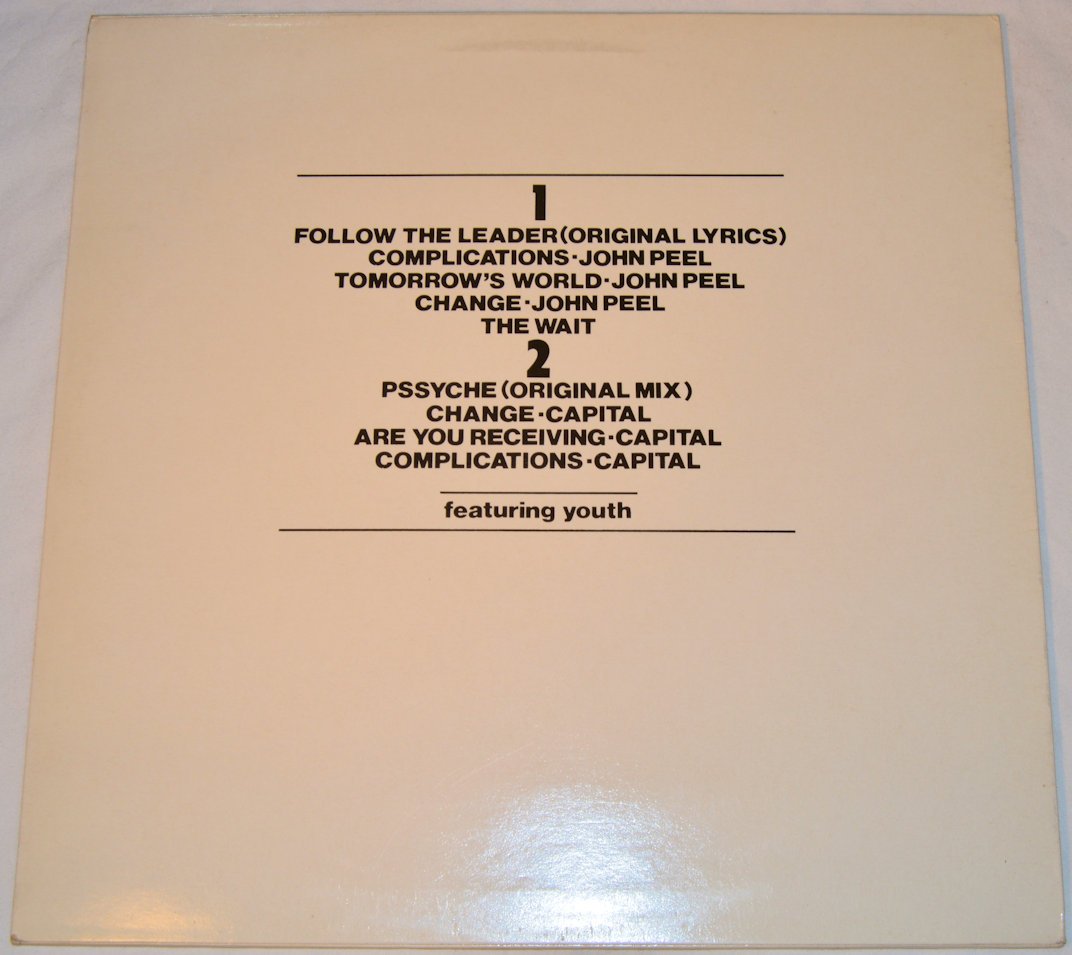 1
FOLLOW THE LEADER(ORIGINAL LYRICS)
COMPLICATIONS·JOHN PEEL
TOMORROW'S WORLD·JOHN PEEL
CHANGE·JOHN PEEL
THE WAIT
2
PSSYCHE (ORIGINAL MIX)
CHANGE·CAPITAL
ARE YOU RECEIVING·CAPITAL
COMPLICATIONS·CAPITAL
featuring youth